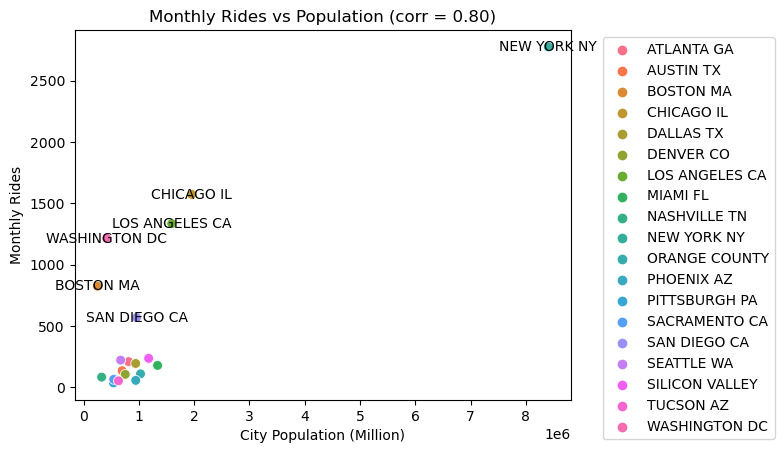 Monthly Rides vs Population (corr = 0.80)
NEW YORK NY
CHICAGO IL
LOS ANGELES CA
WASHINGTON DC
BOSTON MA
SAN DIEGO CA
Monthly Rides
2500
2000
1500
1000
500
0
0 1 2 3 4 5 6 7 8
1e6
City Population (Million)
ATLANTA GA
AUSTIN TX
BOSTON MA
CHICAGO IL
DALLAS TX
DENVER CO
LOS ANGELES CA
MIAMI FL
NASHVILLE TN
NEW YORK NY
ORANGE COUNTY
PHOENIX AZ
PITTSBURGH PA
SACRAMENTO CA
SAN DIEGO CA
SEATTLE WA
SILICON VALLEY
TUCSON AZ
WASHINGTON DC